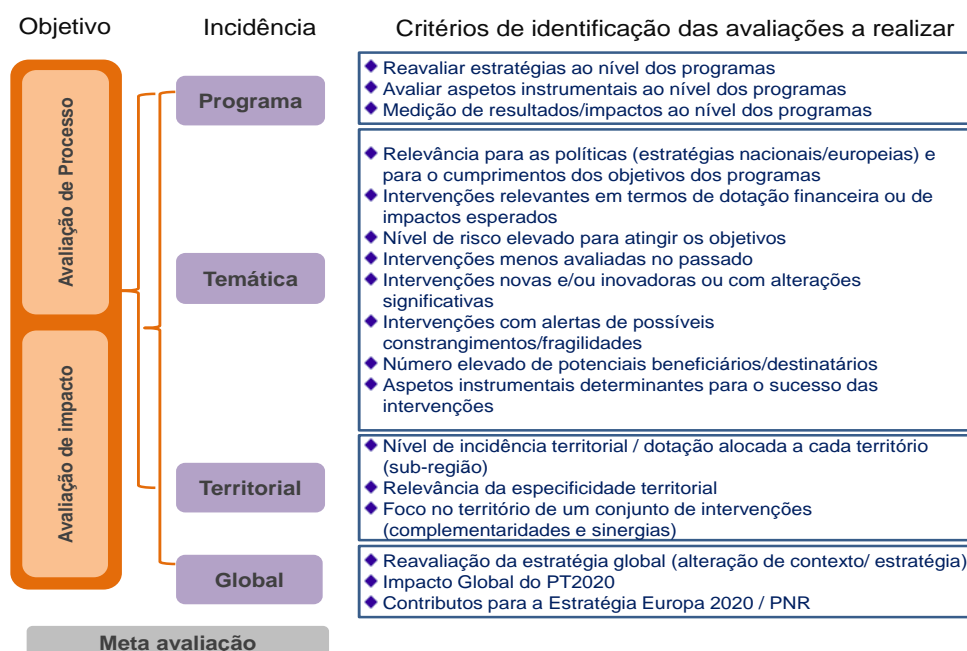 Objetivo
Incidência
Critérios de identificação das avaliações a realizar
Avaliação de Processo
Avaliação de impacto
Programa
◆ Reavaliar estratégias ao nível dos programas
◆ Avaliar aspetos instrumentais ao nível dos programas
◆ Medição de resultados/impactos ao nível dos programas
Temática
◆ Relevância para as políticas (estratégias nacionais/europeias) e
para o cumprimentos dos objetivos dos programas
◆ Intervenções relevantes em termos de dotação financeira ou de
impactos esperados
◆ Nível de risco elevado para atingir os objetivos
◆ Intervenções menos avaliadas no passado
◆ Intervenções novas e/ou inovadoras ou com alterações
significativas
◆ Intervenções com alertas de possíveis
constrangimentos/fragilidades
◆ Número elevado de potenciais beneficiários/destinatários
◆ Aspetos instrumentais determinantes para o sucesso das
intervenções
Territorial
◆ Nível de incidência territorial / dotação alocada a cada território
(sub-região)
◆ Relevância da especificidade territorial
◆ Foco no território de um conjunto de intervenções
(complementaridades e sinergias)
Global
◆ Reavaliação da estratégia global (alteração de contexto/ estratégia)
◆ Impacto Global do PT2020
◆ Contributos para a Estratégia Europa 2020 / PNR
Meta avaliação